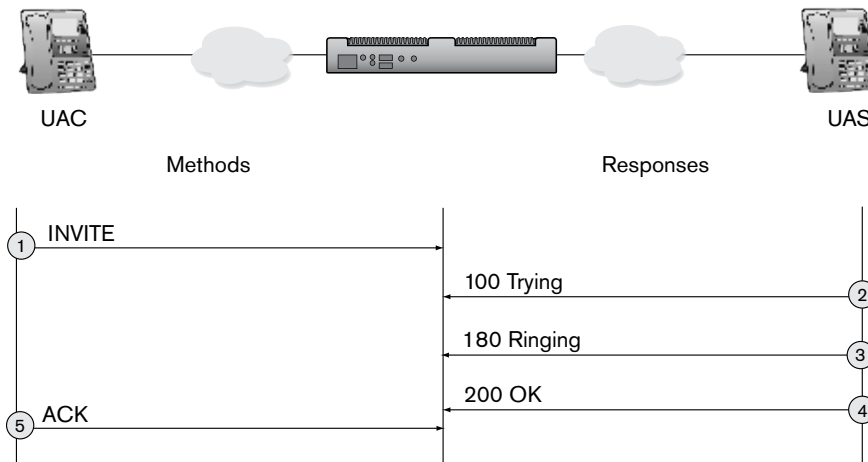 UAC
UAS
Methods
Responses
1 INVITE
100 Trying 2
180 Ringing 3
200 OK 4
5 ACK